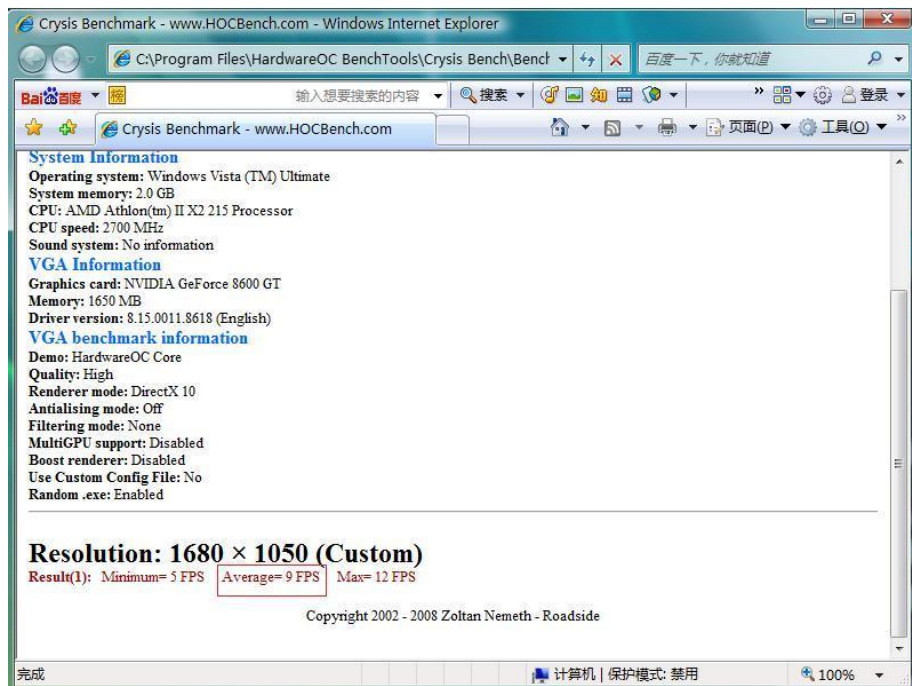 Crysis Benchmark - www.HOCBench.com - Windows Internet Explorer
C:\Program Files\HardwareOC BenchTools\Crysis Bench\Bench
百度一下，你就知道
Bai百度 榜 输入想要搜索的内容 搜索 知 » 登录
Crysis Benchmark - www.HOCBench.com 页面(P) 工具(O) »
System Information
Operating system: Windows Vista (TM) Ultimate
System memory: 2.0 GB
CPU: AMD Athlon(tm) II X2 215 Processor
CPU speed: 2700 MHz
Sound system: No information
VGA Information
Graphics card: NVIDIA GeForce 8600 GT
Memory: 1650 MB
Driver version: 8.15.0011.8618 (English)
VGA benchmark information
Demo: HardwareOC Core
Quality: High
Renderer mode: DirectX 10
Antialising mode: Off
Filtering mode: None
MultiGPU support: Disabled
Boost renderer: Disabled
Use Custom Config File: No
Random .exe: Enabled
Resolution: 1680 × 1050 (Custom)
Result(1): Minimum= 5 FPS Average= 9 FPS Max= 12 FPS
Copyright 2002 - 2008 Zoltan Nemeth - Roadside
完成 计算机 | 保护模式: 禁用 100%